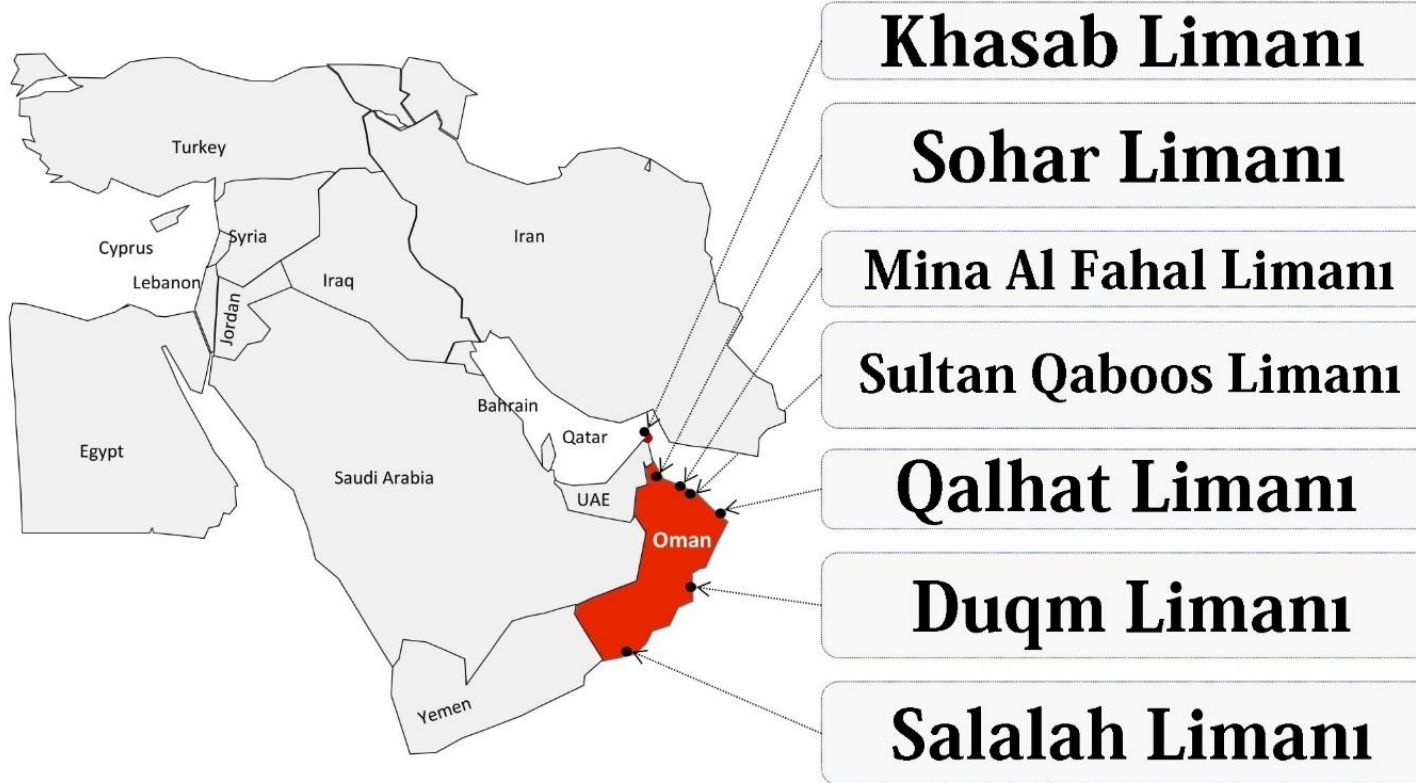 Khasab Limanı
Sohar Limanı
Mina Al Fahal Limanı
Sultan Qaboos Limanı
Qalhat Limanı
Duqm Limanı
Salalah Limanı
Turkey
Cyprus
Syria
Lebanon
Jordan
Iraq
Iran
Egypt
Saudi Arabia
Bahrain
Qatar
UAE
Oman
Yemen